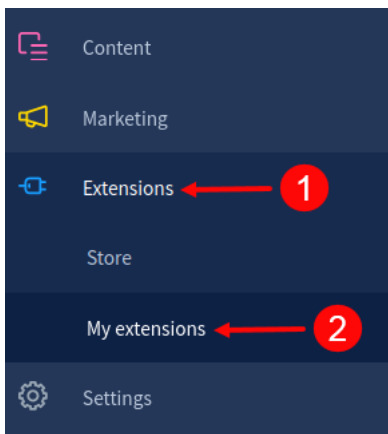 Content
Marketing
Extensions 1
Store
My extensions 2
Settings